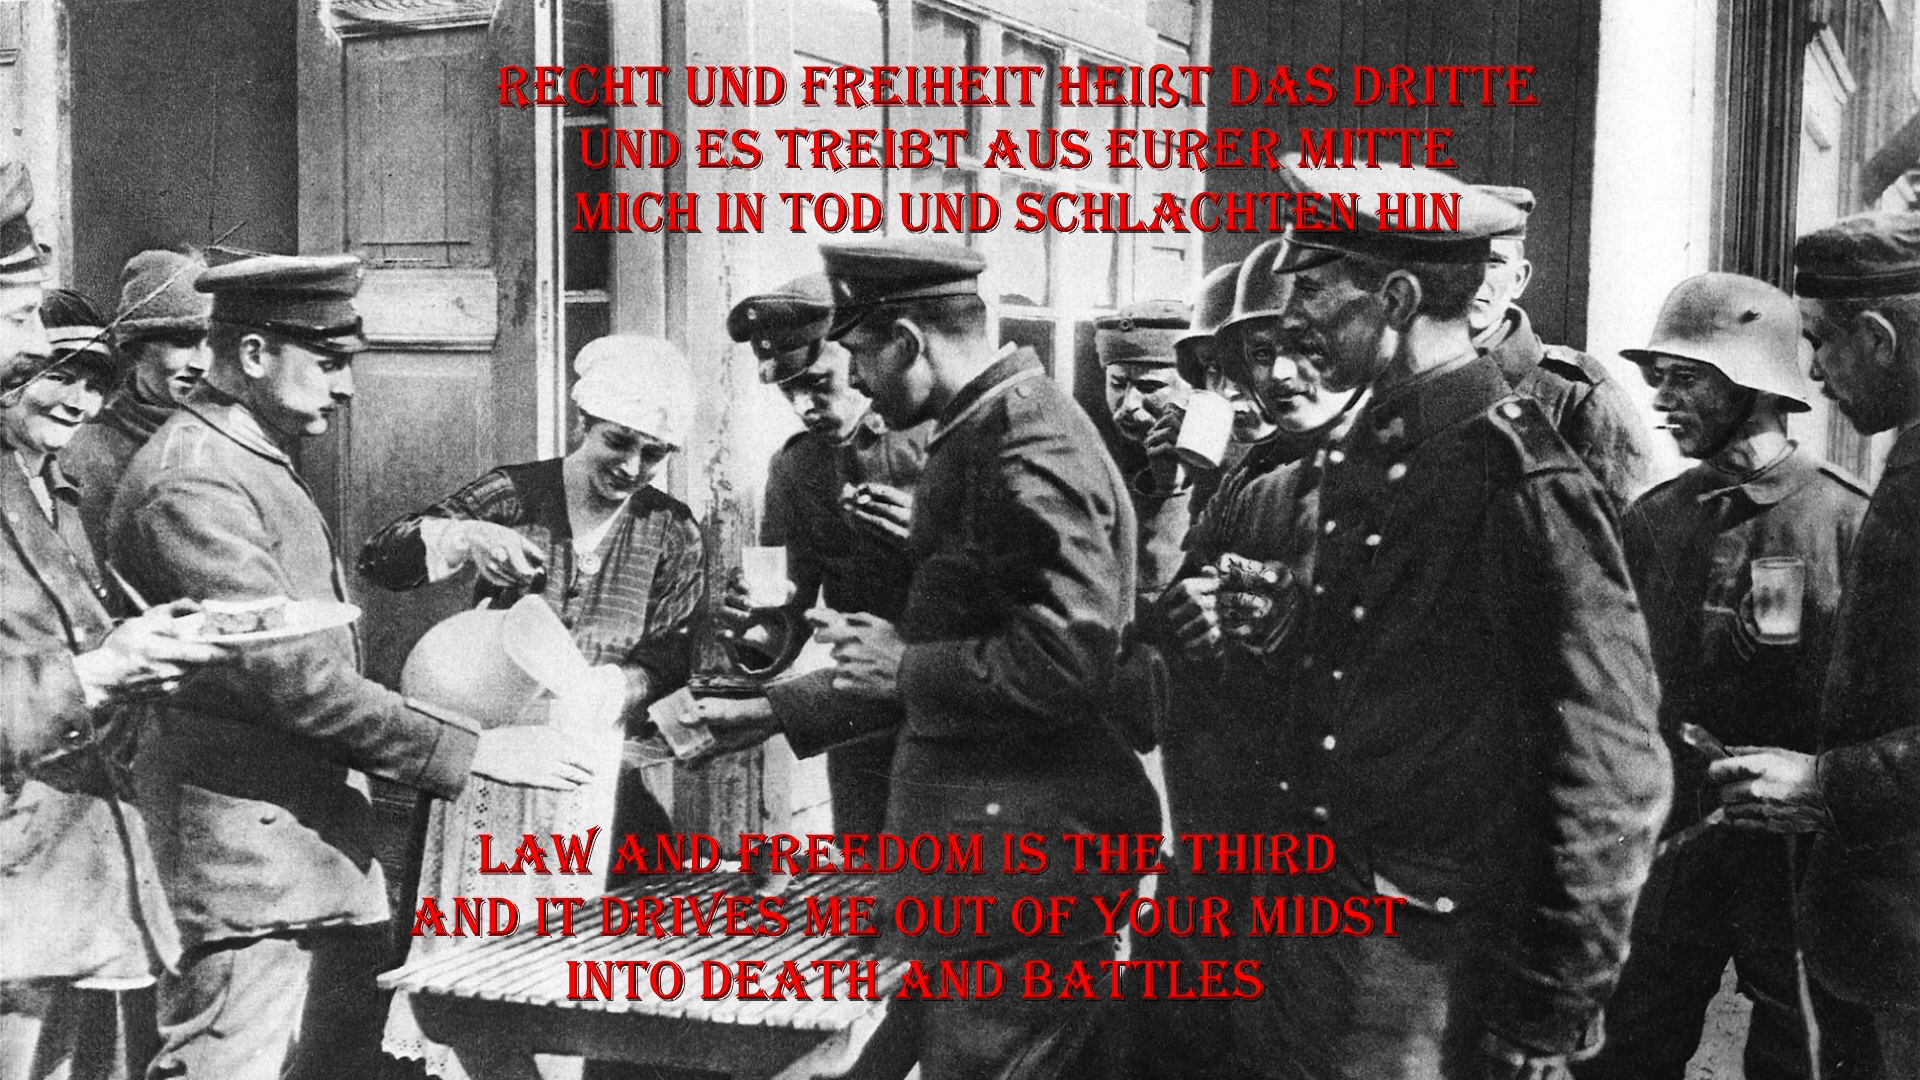 RECHT UND FREIHEIT HEIßT DAS DRITTE
UND ES TREIBT AUS EURER MITTE
MICH IN TOD UND SCHLACHTEN HIN
LAW AND FREEDOM IS THE THIRD
AND IT DRIVES ME OUT OF YOUR MIDST
INTO DEATH AND BATTLES